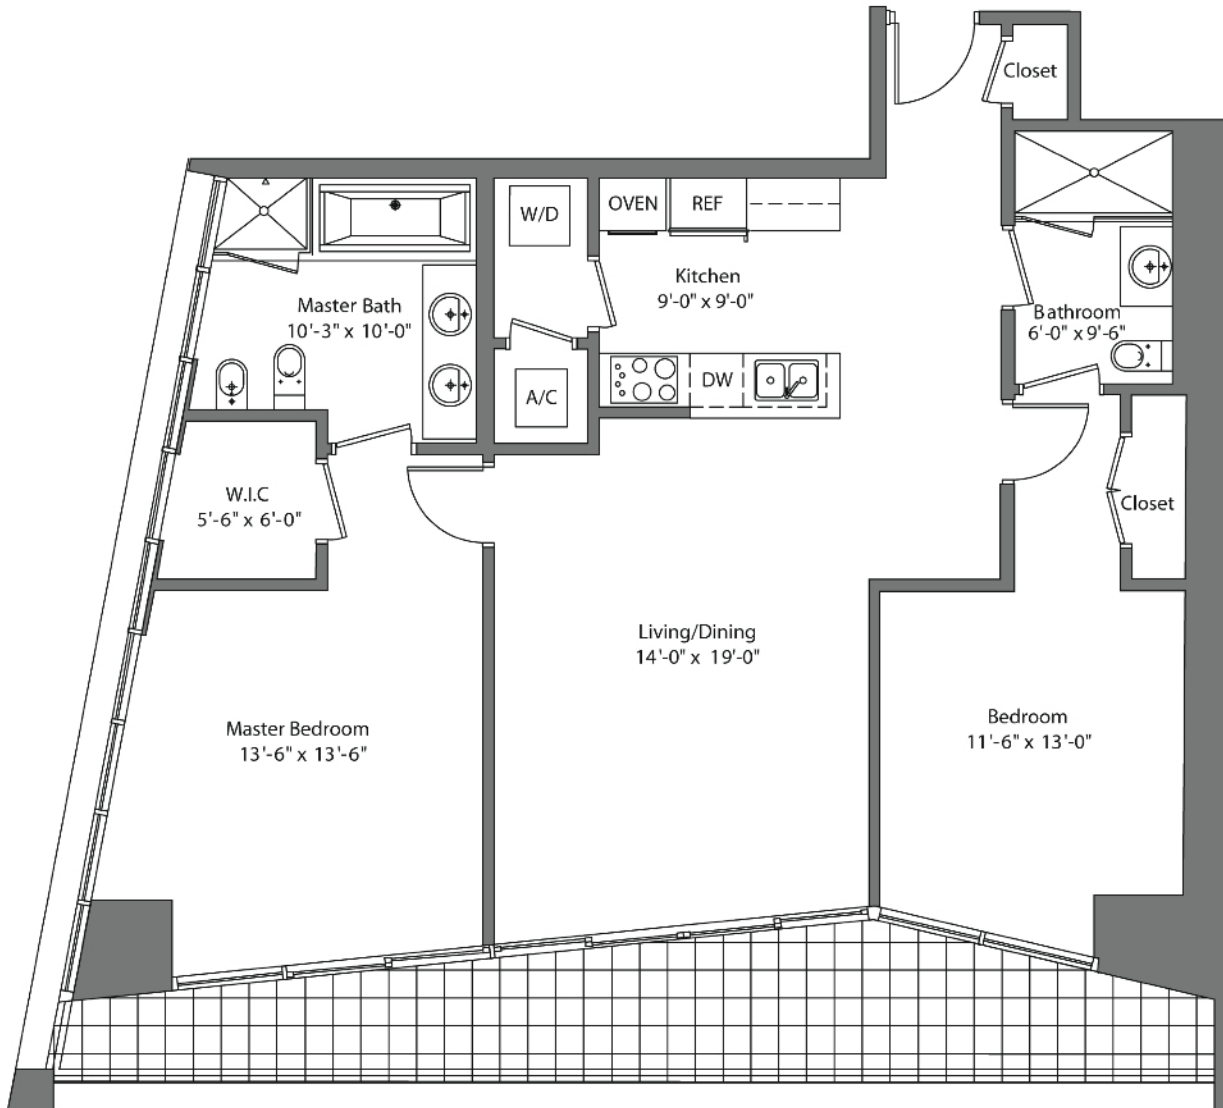 Closet
W/D
OVEN
REF
Kitchen
9'-0" x 9'-0"
Master Bath
10'-3" x 10'-0"
Bathroom
6'-0" x 9'-6"
DW
A/C
W.I.C
5'-6" x 6'-0"
Closet
Living/Dining
14'-0" x 19'-0"
Master Bedroom
13'-6" x 13'-6"
Bedroom
11'-6" x 13'-0"